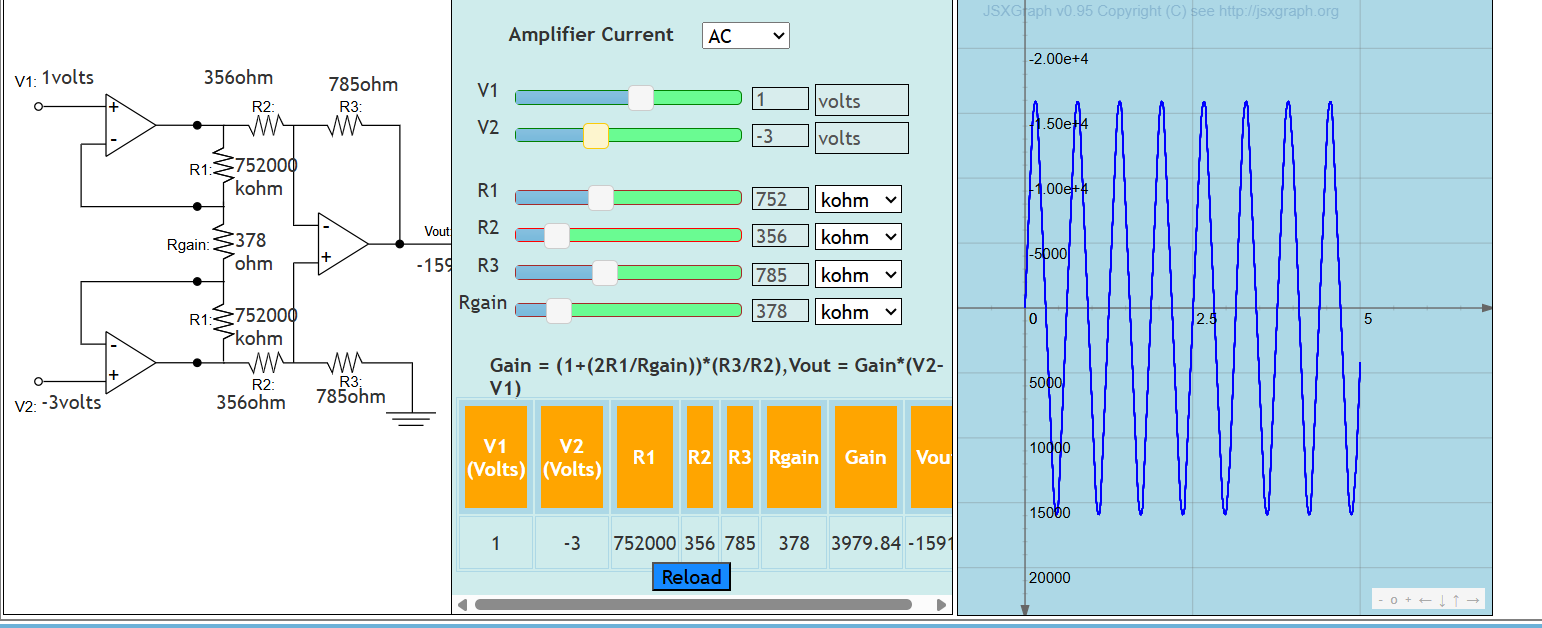 V1: 1volts
356ohm
785ohm
R2:
R3:
+
-
R1: 752000
kohm
Rgain: 378
ohm
-
+
Vout
-159
R1: 752000
kohm
-
+
R2:
R3:
356ohm
785ohm
V2: -3volts
Amplifier Current AC
V1 1 volts
V2 -3 volts
R1 752 kohm
R2 356 kohm
R3 785 kohm
Rgain 378 kohm
Gain = (1+(2R1/Rgain))*(R3/R2),Vout = Gain*(V2-
V1)
V1 (Volts) V2 (Volts) R1 R2 R3 Rgain Gain Vou
1 -3 752000 356 785 378 3979.84 -1591
Reload
JSXGraph v0.95 Copyright (C) see http://jsxgraph.org
-2.00e+4
-1.50e+4
-1.00e+4
-5000
0 2.5 5
5000
10000
15000
20000
- o + ← ↓ ↑ →